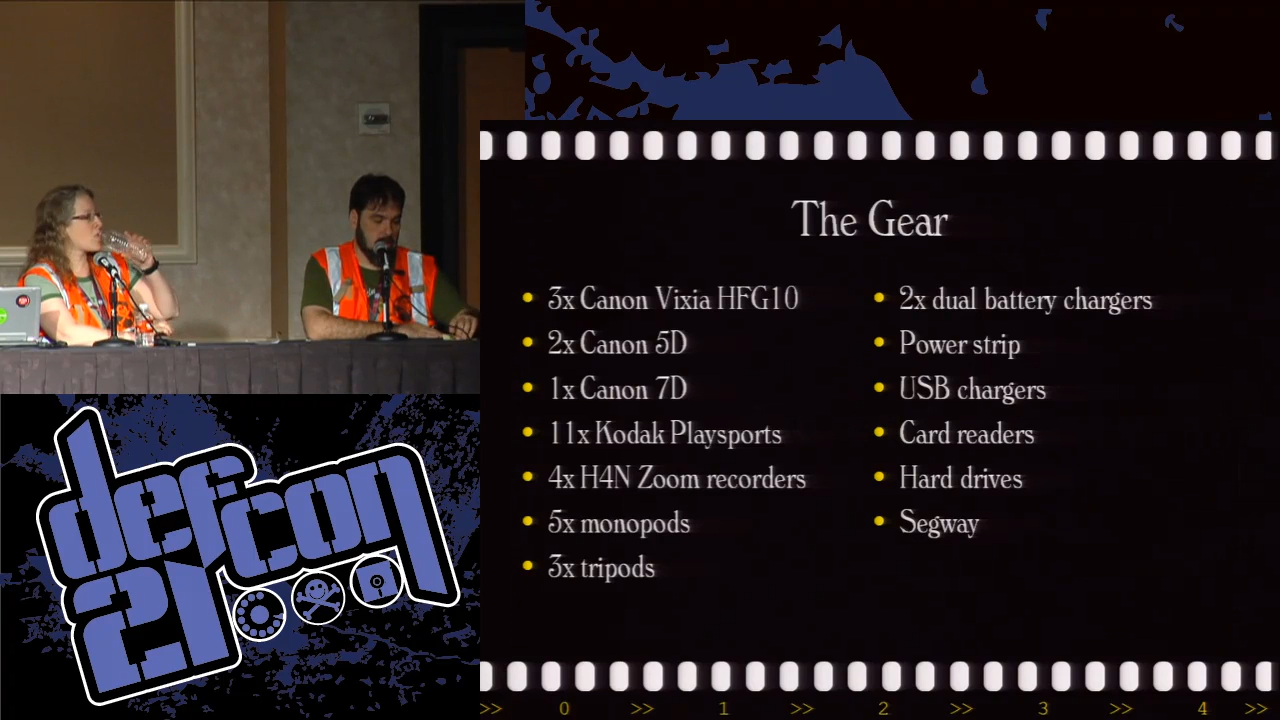 The Gear
3x Canon Vixia HFG10
2x Canon 5D
1x Canon 7D
11x Kodak Playsports
4x H4N Zoom recorders
5x monopods
3x tripods
2x dual battery chargers
Power strip
USB chargers
Card readers
Hard drives
Segway
defcon
21
>> 0 >> 1 >> 2 >> 3 >> 4 >>